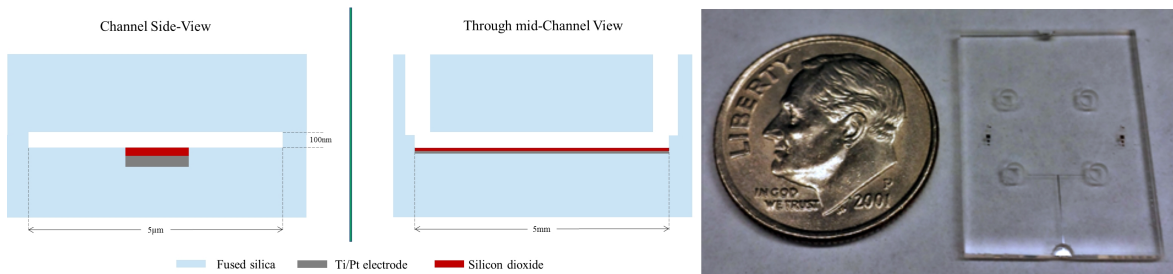 Channel Side-View
Through mid-Channel View
100nm
5µm
5mm
Fused silica
Ti/Pt electrode
Silicon dioxide
LIBERTY
IN GOD
WE TRUST
P
2001